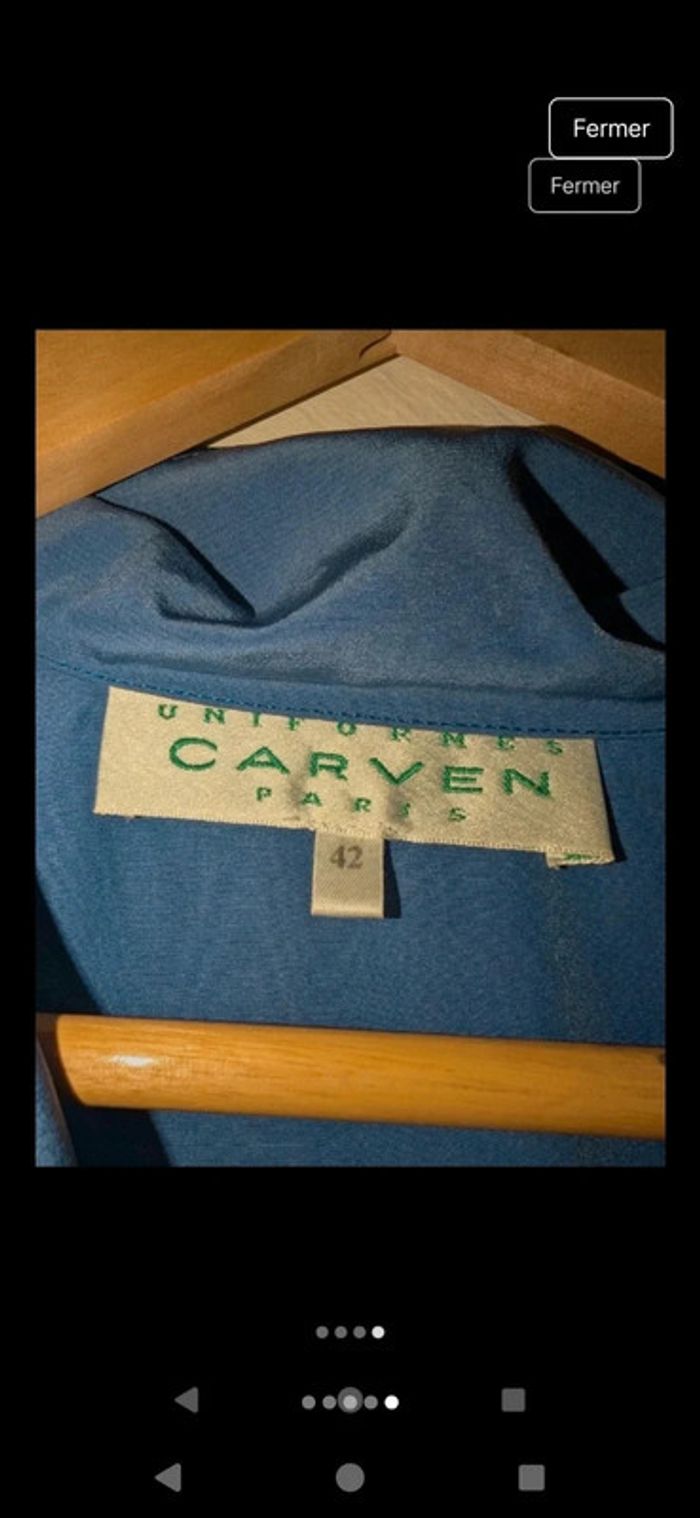 Fermer
Fermer
UNIFORMES
CARVEN
PARIS
42